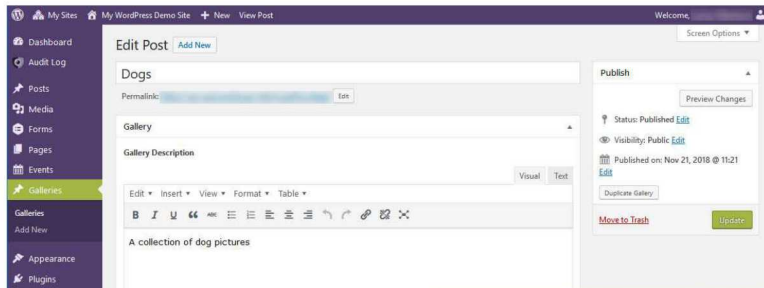 My Sites My WordPress Demo Site + New View Post Welcome,
Screen Options ▼
Dashboard
Audit Log
Posts
Media
Forms
Pages
Events
Galleries
Galleries
Add New
Appearance
Plugins
Edit Post Add New
Dogs
Permalink: Edit
Gallery
Gallery Description
Visual Text
Edit ▾ Insert ▾ View ▾ Format ▾ Table ▾
B I U “ ABC
A collection of dog pictures
Publish
Preview Changes
Status: Published Edit
Visibility: Public Edit
Published on: Nov 21, 2018 @ 11:21
Edit
Duplicate Gallery
Move to Trash Update